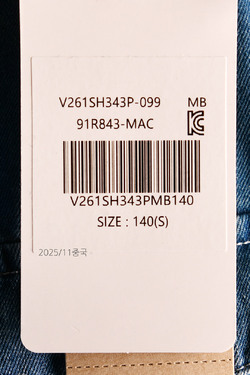 V261SH343P-099 MB
91R843-MAC
V261SH343PMB140
SIZE : 140(S)
2025/11중국